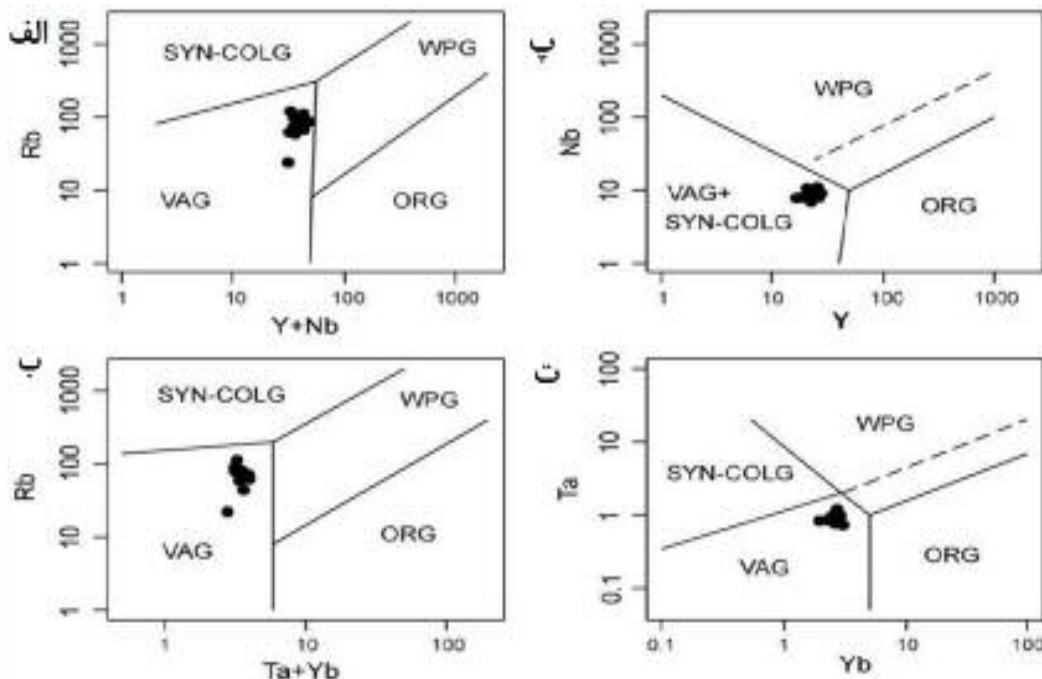 الف
SYN-COLG
WPG
VAG
ORG
Rb
1000
100
10
1
1 10 100 1000
Y+Nb
WPG
VAG+
SYN-COLG
ORG
Nb
1000
100
10
1
1 10 100 1000
Y
SYN-COLG
WPG
VAG
ORG
Rb
1000
100
10
1
1 10 100
Ta+Yb
WPG
SYN-COLG
VAG
ORG
Ta
100
10
1
0.1
0.1 1 10 100
Yb